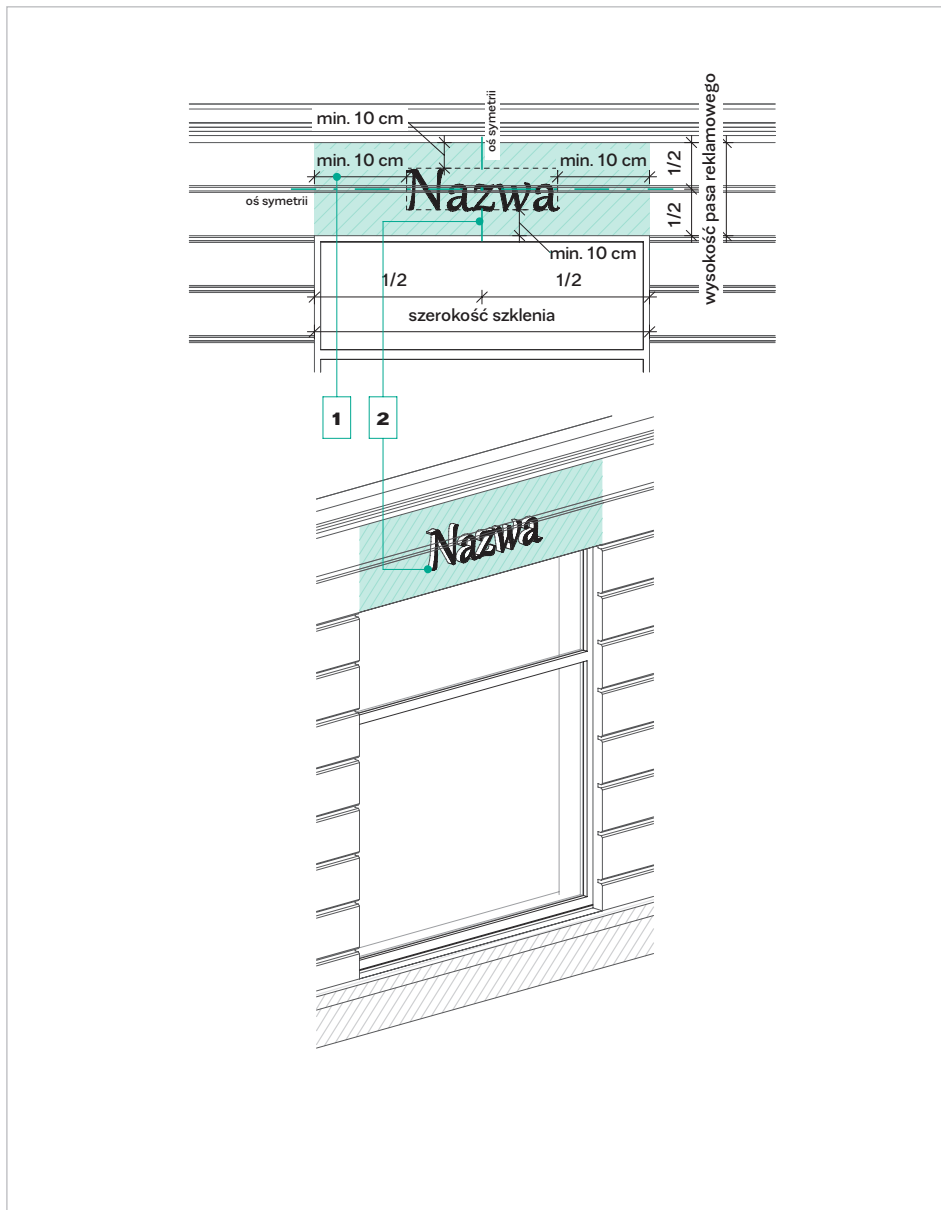 min. 10 cm
oś symetrii
min. 10 cm
Nazwa
min. 10 cm
1/2
1/2
wysokość pasa reklamowego
oś symetrii
min. 10 cm
1/2
1/2
szerokość szklenia
1
2
Nazwa